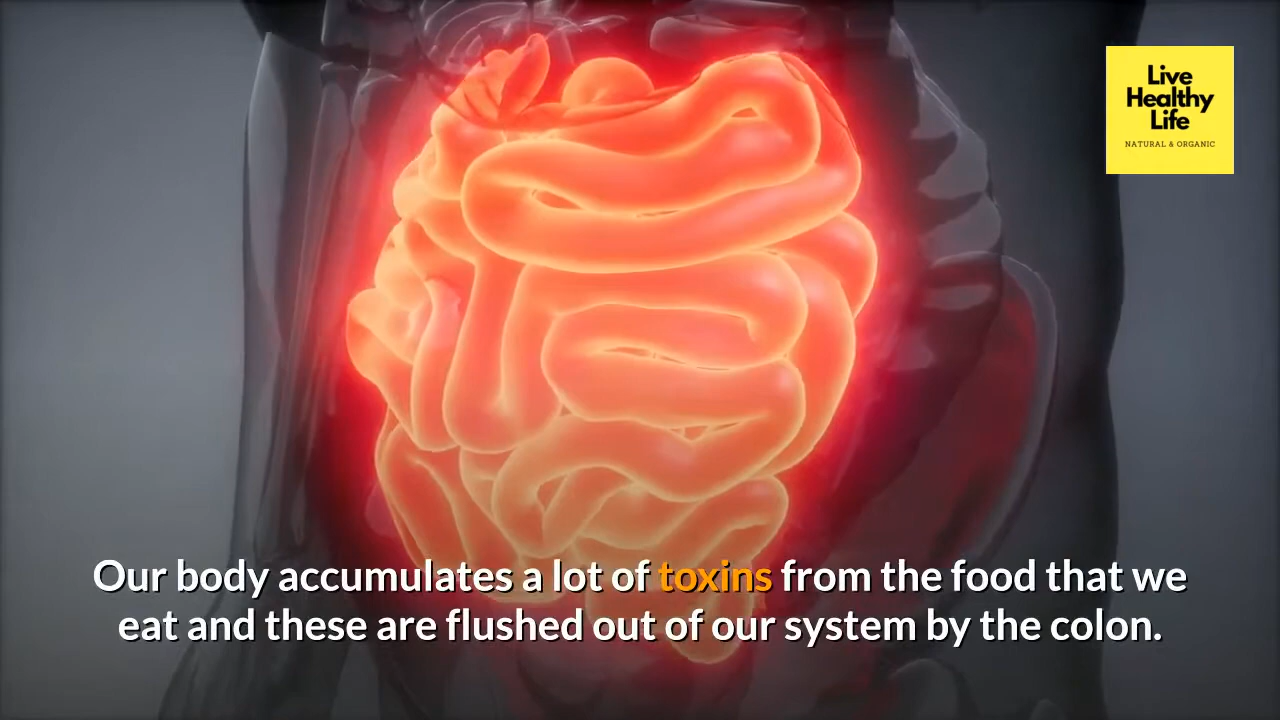 Live
Healthy
Life
NATURAL & ORGANIC
Our body accumulates a lot of toxins from the food that we
eat and these are flushed out of our system by the colon.